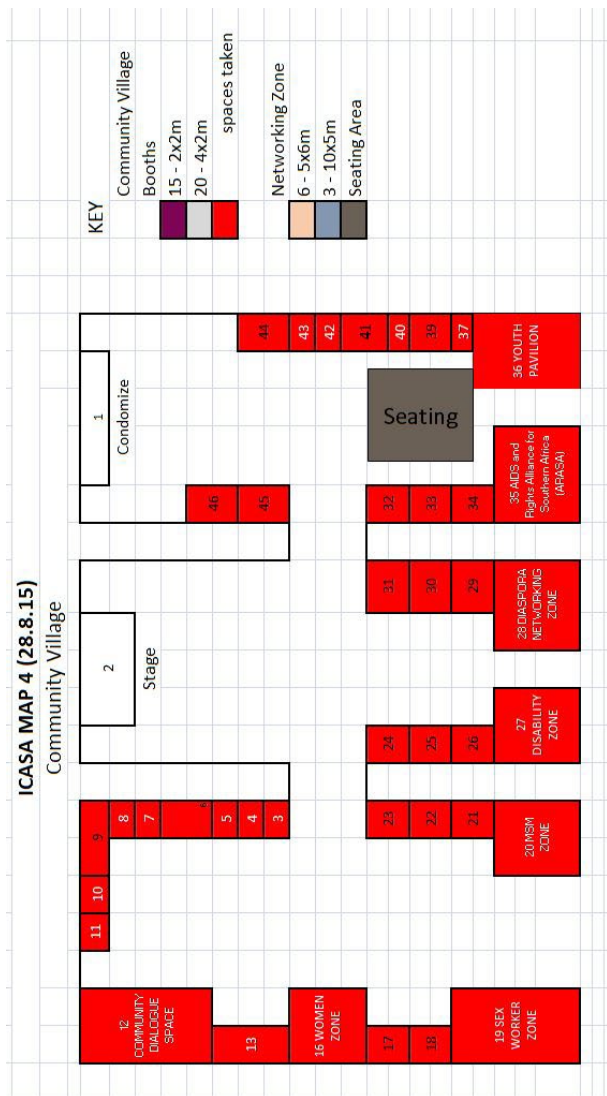 ICASA MAP 4 (28.8.15)
Community Village
12
COMMUNITY
DIALOGUE
SPACE
11
10
9
8
7
6
5
4
3
2
Stage
1
Condomize
46
45
44
43
42
41
40
39
37
13
16 WOMEN
ZONE
17
18
19 SEX
WORKER
ZONE
23
22
21
20 MSM
ZONE
24
25
26
27
DISABILITY
ZONE
31
30
29
28 DIASPORA
NETWORKING
ZONE
32
33
34
35 AIDS and
Rights Alliance for
Southern Africa
(ARASA)
Seating
36 YOUTH
PAVILION
KEY
Community Village
Booths
15 - 2x2m
20 - 4x2m
spaces taken
Networking Zone
6 - 5x6m
3 - 10x5m
Seating Area